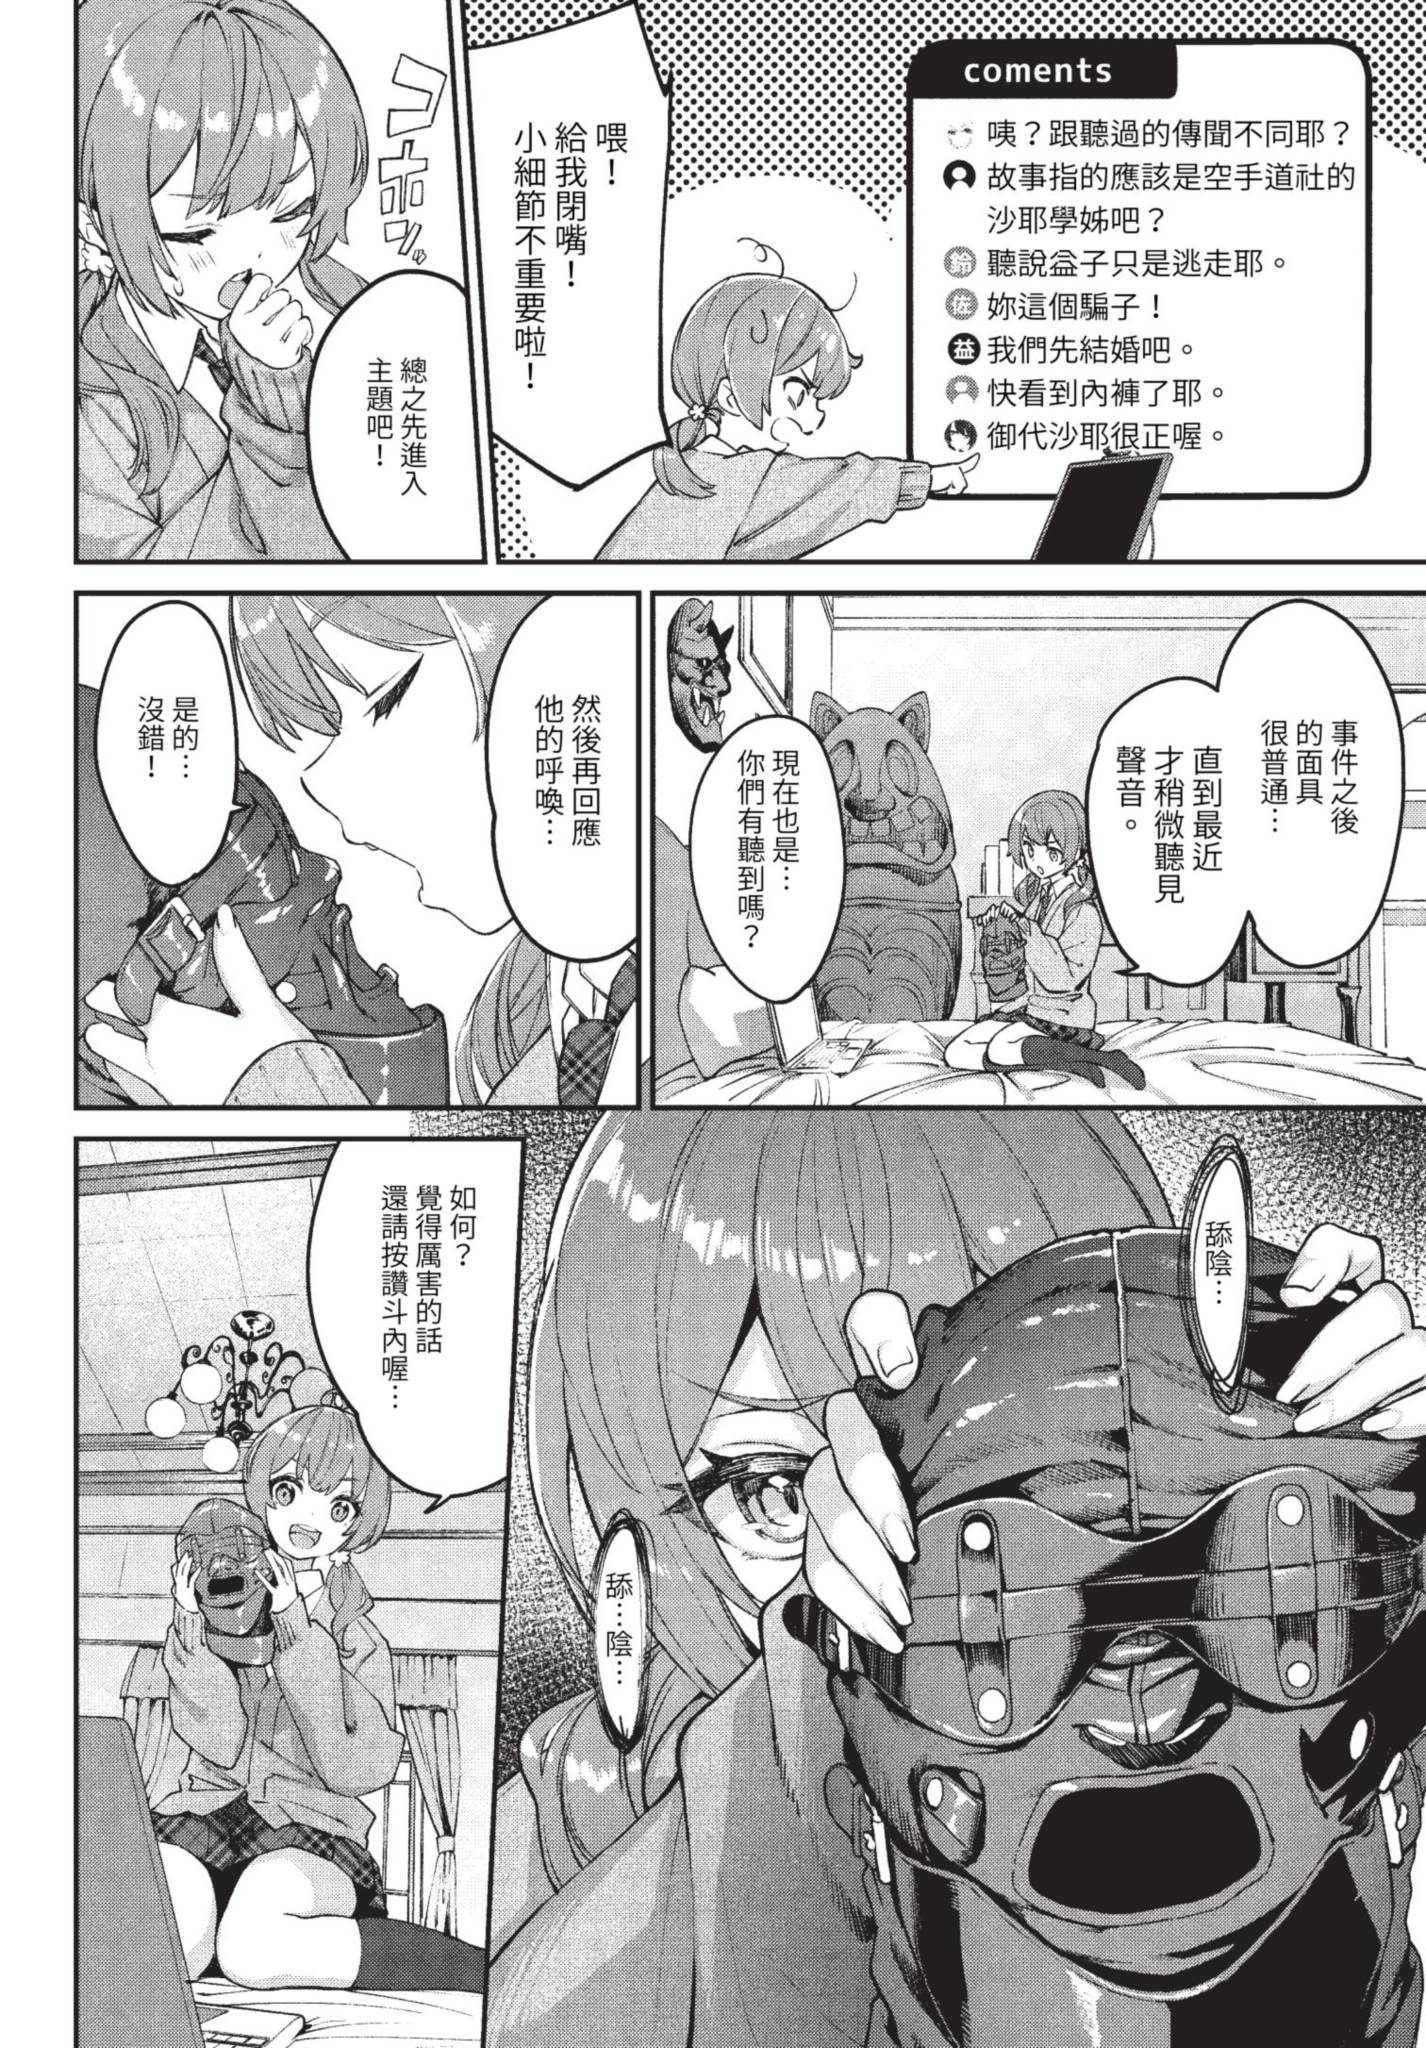 coments
咦？跟聽過的傳聞不同耶？
故事指的應該是空手道社的
沙耶學姊吧？
鈴 聽說益子只是逃走耶。
佐 妳這個騙子！
益 我們先結婚吧。
快看到內褲了耶。
御代沙耶很正喔。
喂！
給我閉嘴！
小細節不重要啦！
コホンッ
總之先進入
主題吧！
事件之後
的面具
很普通…
直到最近
才稍微聽見
聲音。
現在也是…
你們有聽到嗎？
然後再回應
他的呼喚…
是的…
沒錯！
舔陰…
舔…陰…
如何？
覺得厲害的話
還請按讚斗內喔…